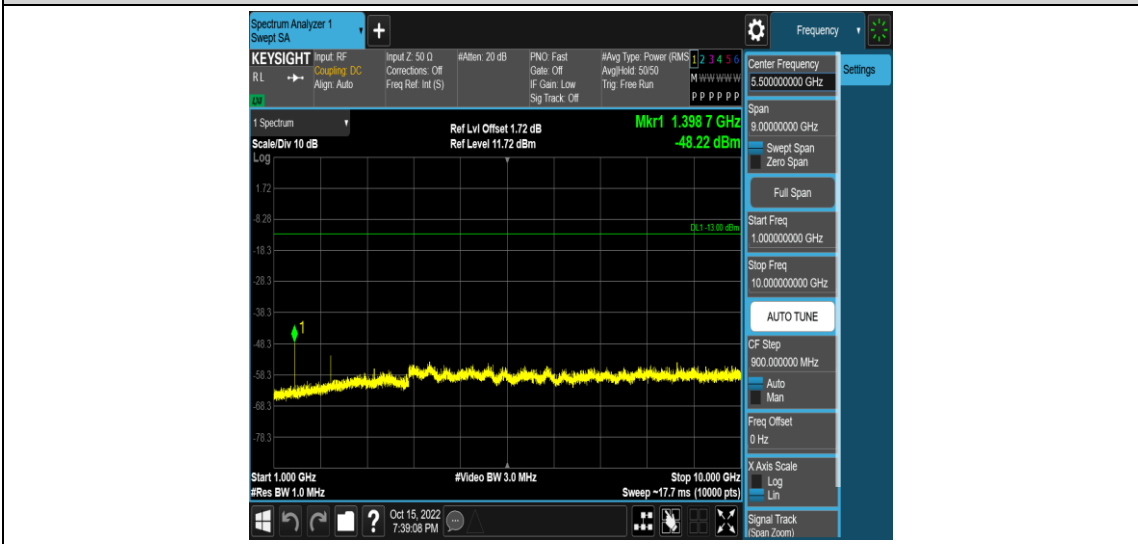 Spectrum Analyzer 1
Swept SA
+
Frequency
KEYSIGHT
RL
LXI
Input: RF
Coupling: DC
Align: Auto
Input Z: 50 Ω
Corrections: Off
Freq Ref: Int (S)
#Atten: 20 dB
PNO: Fast
Gate: Off
IF Gain: Low
Sig Track: Off
#Avg Type: Power (RMS
Avg|Hold: 50/50
Trig: Free Run
1 2 3 4 5 6
M W W W W W
P P P P P P
1 Spectrum
Scale/Div 10 dB
Log
Ref Lvl Offset 1.72 dB
Ref Level 11.72 dBm
Mkr1 1.398 7 GHz
-48.22 dBm
1.72
-8.28
DL1 -13.00 dBm
-18.3
-28.3
-38.3
1
-48.3
-58.3
-68.3
-78.3
Start 1.000 GHz
#Res BW 1.0 MHz
#Video BW 3.0 MHz
Stop 10.000 GHz
Sweep ~17.7 ms (10000 pts)
?
Oct 15, 2022
7:39:08 PM
Center Frequency
5.500000000 GHz
Settings
Span
9.00000000 GHz
Swept Span
Zero Span
Full Span
Start Freq
1.000000000 GHz
Stop Freq
10.000000000 GHz
AUTO TUNE
CF Step
900.000000 MHz
Auto
Man
Freq Offset
0 Hz
X Axis Scale
Log
Lin
Signal Track
(Span Zoom)